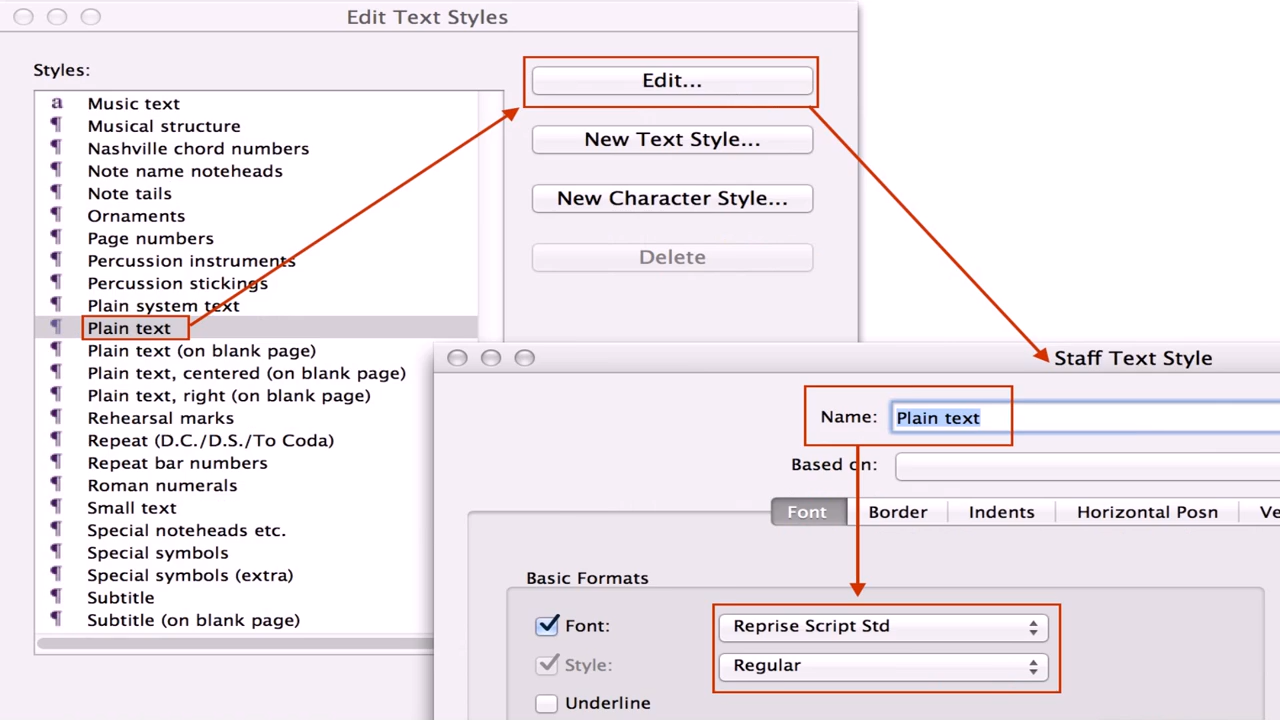 Edit Text Styles
Styles:
a Music text
¶ Musical structure
¶ Nashville chord numbers
¶ Note name noteheads
¶ Note tails
¶ Ornaments
¶ Page numbers
¶ Percussion instruments
¶ Percussion stickings
¶ Plain system text
¶ Plain text
¶ Plain text (on blank page)
¶ Plain text, centered (on blank page)
¶ Plain text, right (on blank page)
¶ Rehearsal marks
¶ Repeat (D.C./D.S./To Coda)
¶ Repeat bar numbers
¶ Roman numerals
¶ Small text
¶ Special noteheads etc.
¶ Special symbols
¶ Special symbols (extra)
¶ Subtitle
¶ Subtitle (on blank page)
Edit...
New Text Style...
New Character Style...
Delete
Staff Text Style
Name: Plain text
Based on:
Font Border Indents Horizontal Posn Ve
Basic Formats
Font: Reprise Script Std
Style: Regular
Underline